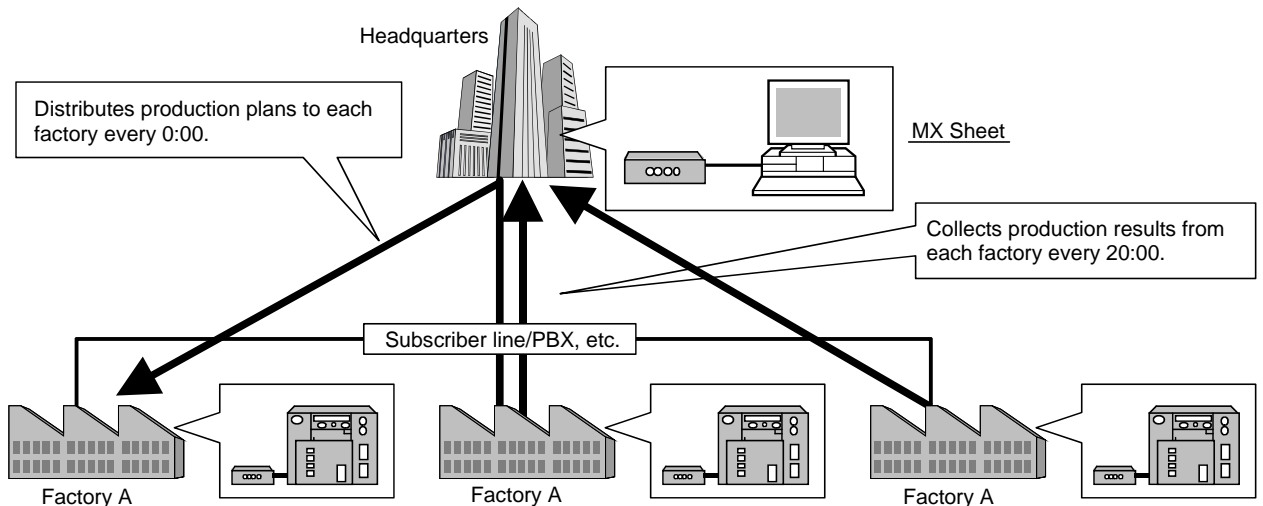 Headquarters
Distributes production plans to each
factory every 0:00.
MX Sheet
Collects production results from
each factory every 20:00.
Subscriber line/PBX, etc.
Factory A
Factory A
Factory A